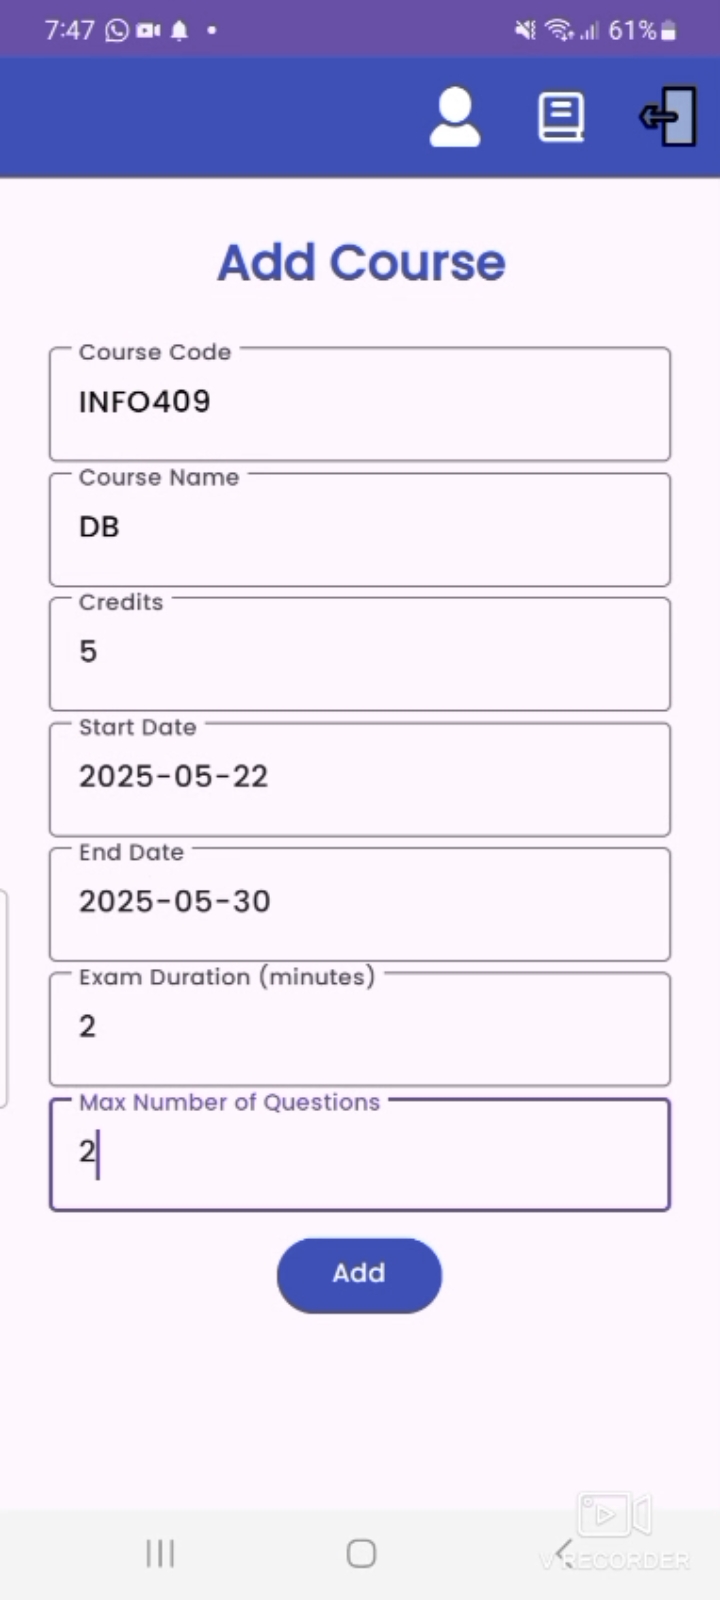 7:47
61%
Add Course
Course Code
INFO409
Course Name
DB
Credits
5
Start Date
2025-05-22
End Date
2025-05-30
Exam Duration (minutes)
2
Max Number of Questions
2
Add
V RECORDER